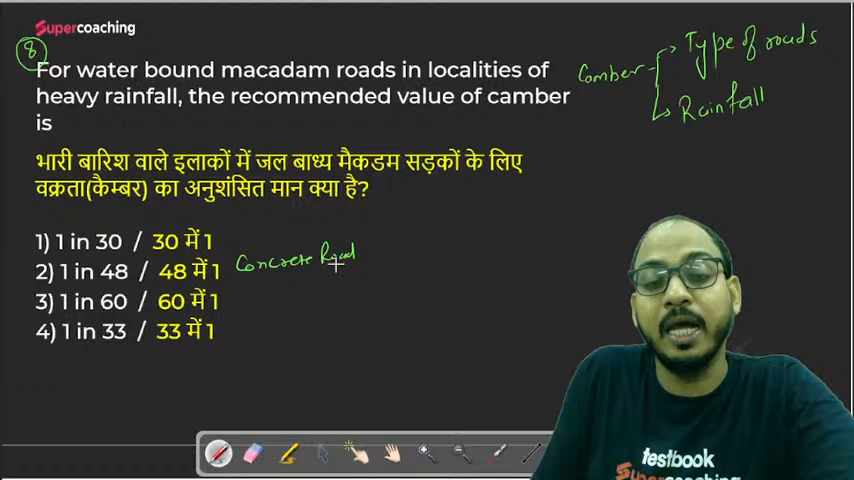 Supercoaching
8
For water bound macadam roads in localities of
heavy rainfall, the recommended value of camber
is
Camber
Type of roads
Rainfall
भारी बारिश वाले इलाकों में जल बाध्य मैकडम सड़कों के लिए
वक्रता(कैम्बर) का अनुशंसित मान क्या है?
1) 1 in 30 / 30 में 1
2) 1 in 48 / 48 में 1
Concrete Road
3) 1 in 60 / 60 में 1
4) 1 in 33 / 33 में 1
testbook
Supercoaching